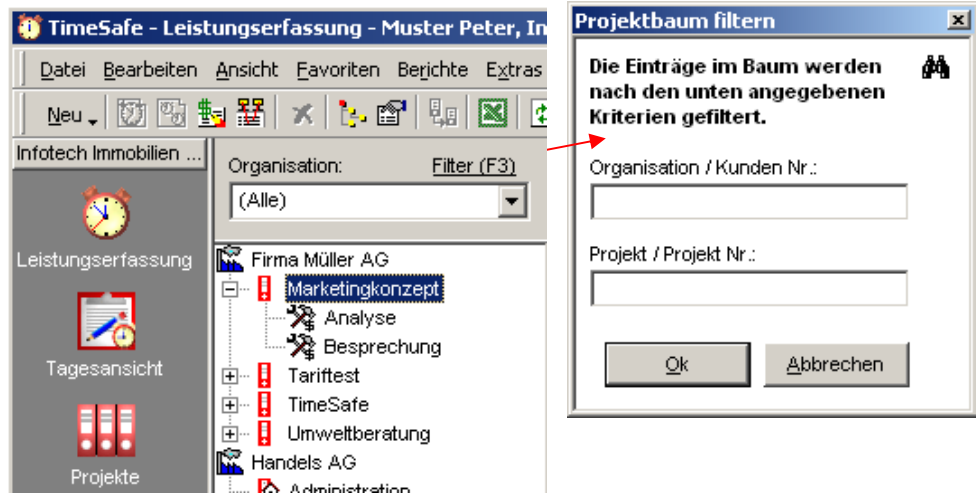 TimeSafe - Leistungserfassung - Muster Peter, In
Datei Bearbeiten Ansicht Favoriten Berichte Extras
Neu
Infotech Immobilien ...
Leistungserfassung
Tagesansicht
Projekte
Organisation: Filter (F3)
(Alle)
Firma Müller AG
Marketingkonzept
Analyse
Besprechung
Tariftest
TimeSafe
Umweltberatung
Handels AG
Administration
Projektbaum filtern
Die Einträge im Baum werden
nach den unten angegebenen
Kriterien gefiltert.
Organisation / Kunden Nr.:
Projekt / Projekt Nr.:
Ok Abbrechen